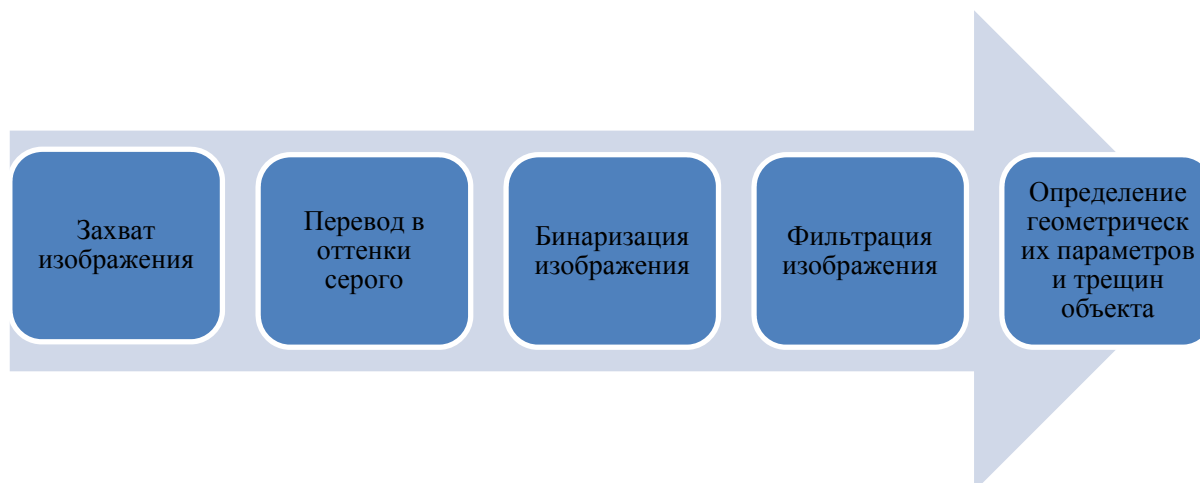 Захват
изображения
Перевод в
оттенки
серого
Бинаризация
изображения
Фильтрация
изображения
Определение
геометрическ
их параметров
и трещин
объекта